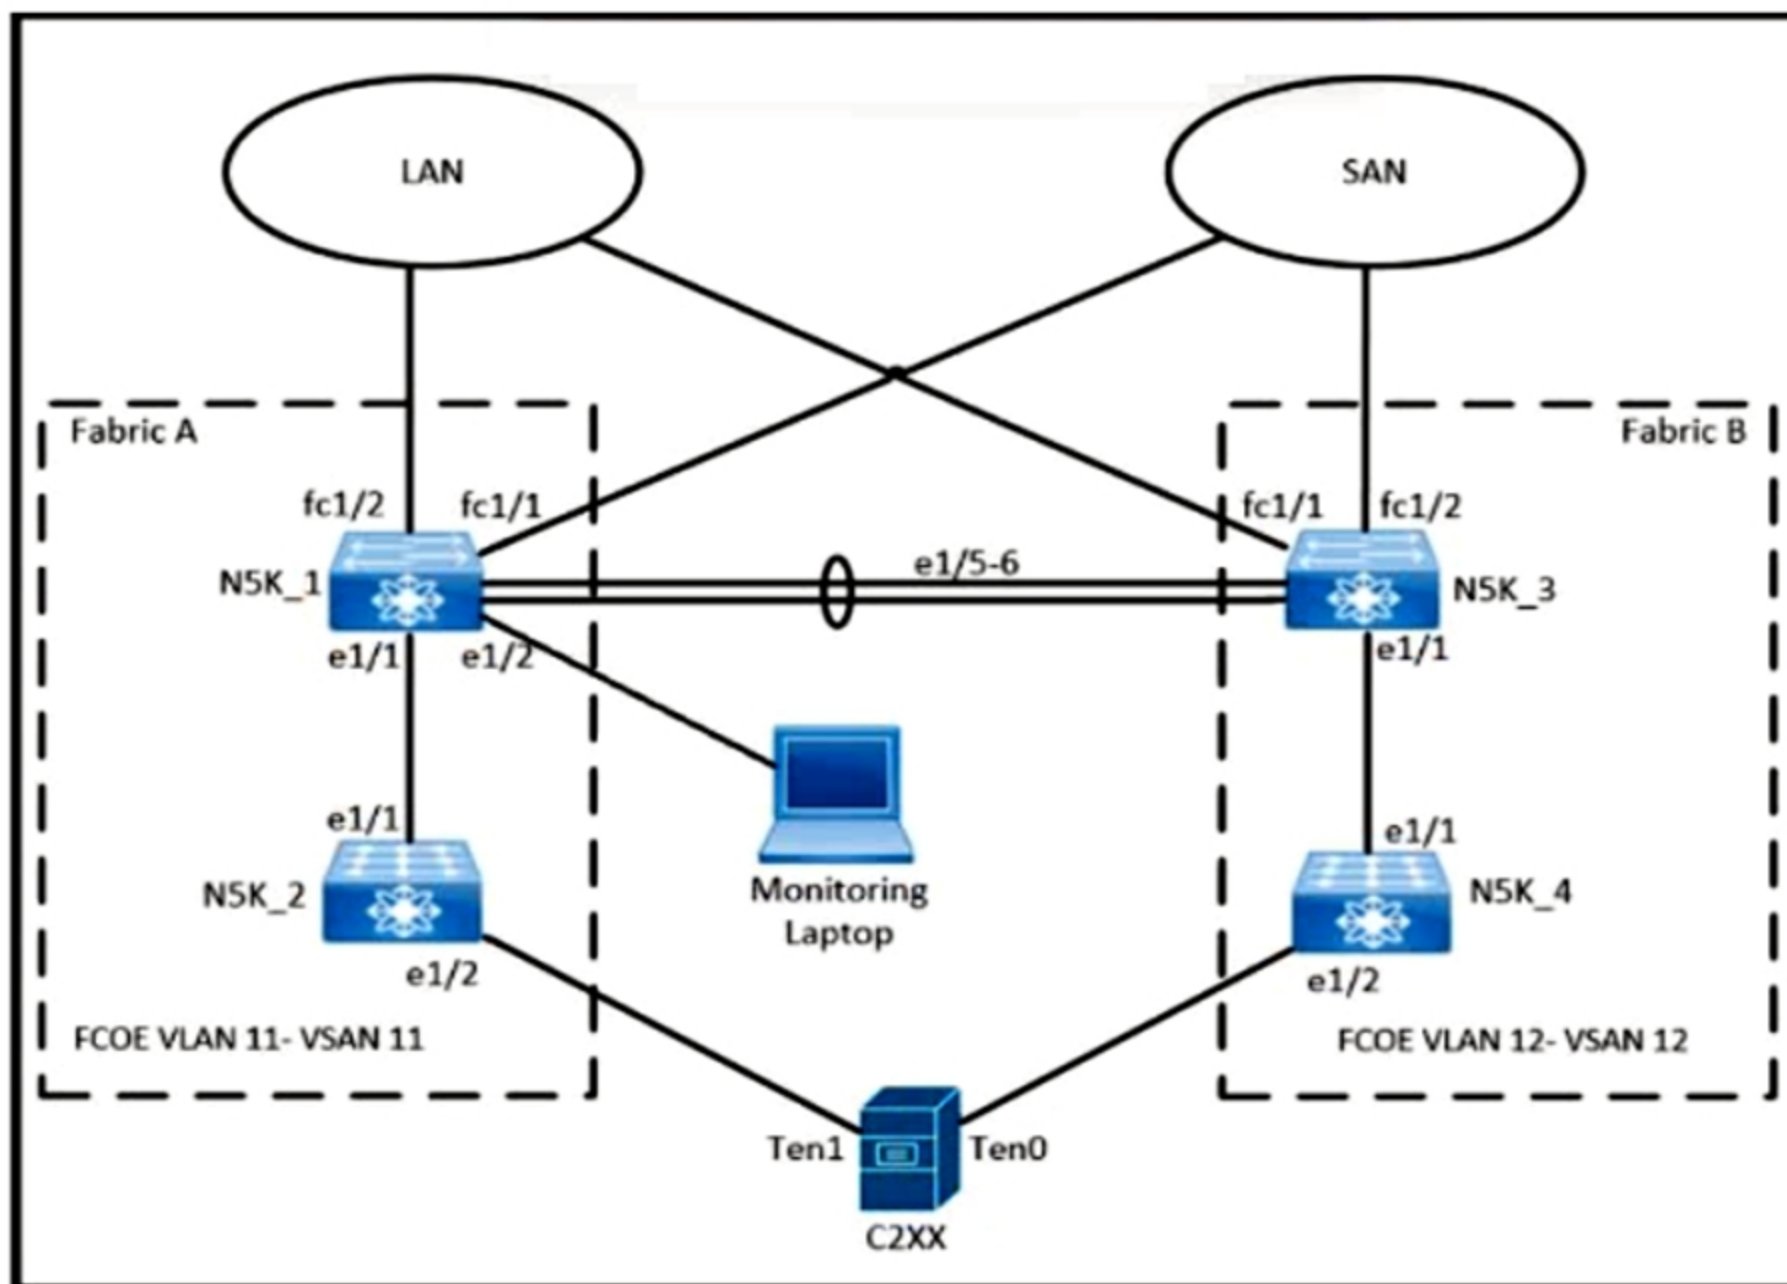 LAN
SAN
Fabric A
Fabric B
fc1/2
fc1/1
fc1/1
fc1/2
N5K_1
e1/5-6
N5K_3
e1/1
e1/2
e1/1
e1/1
e1/1
N5K_2
Monitoring
Laptop
N5K_4
e1/2
e1/2
FCOE VLAN 11- VSAN 11
FCOE VLAN 12- VSAN 12
Ten1
Ten0
C2XX